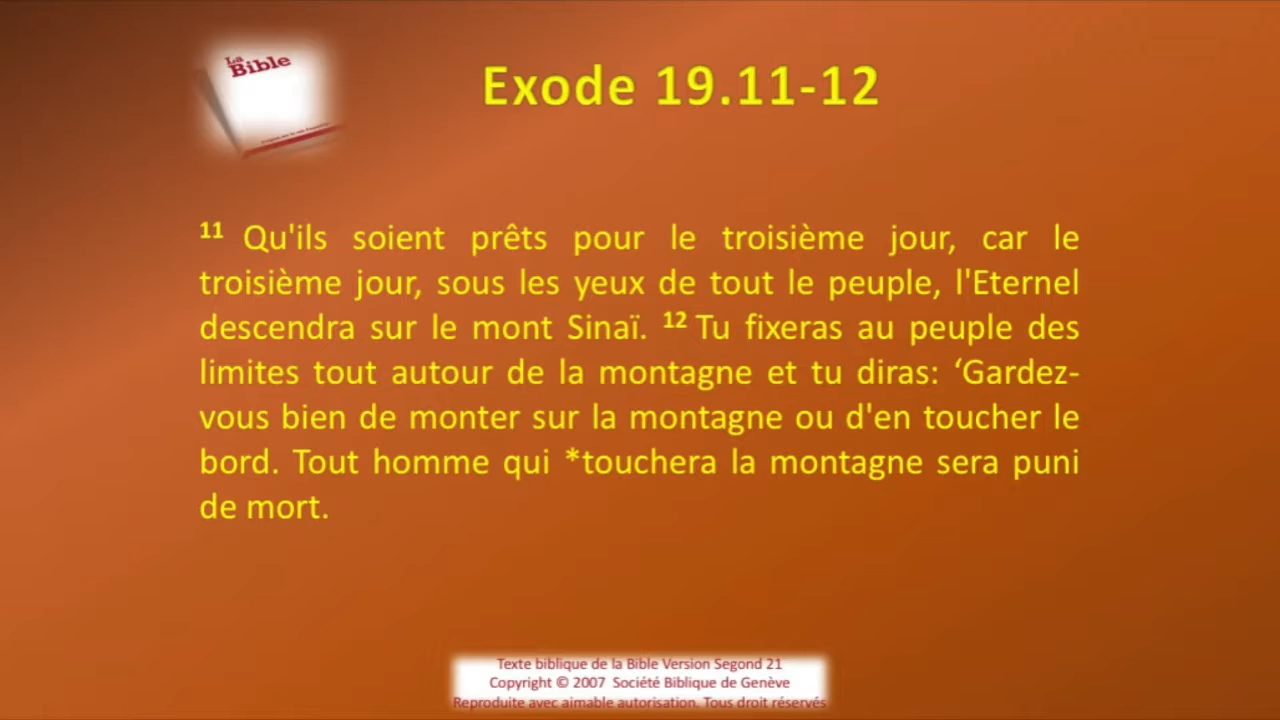 La
Bible
Exode 19.11-12
11 Qu'ils soient prêts pour le troisième jour, car le
troisième jour, sous les yeux de tout le peuple, l'Eternel
descendra sur le mont Sinaï. 12 Tu fixeras au peuple des
limites tout autour de la montagne et tu diras: ‘Gardez-
vous bien de monter sur la montagne ou d'en toucher le
bord. Tout homme qui *touchera la montagne sera puni
de mort.
Texte biblique de la Bible Version Segond 21
Copyright © 2007 Société Biblique de Genève
Reproduite avec aimable autorisation. Tous droit réservés